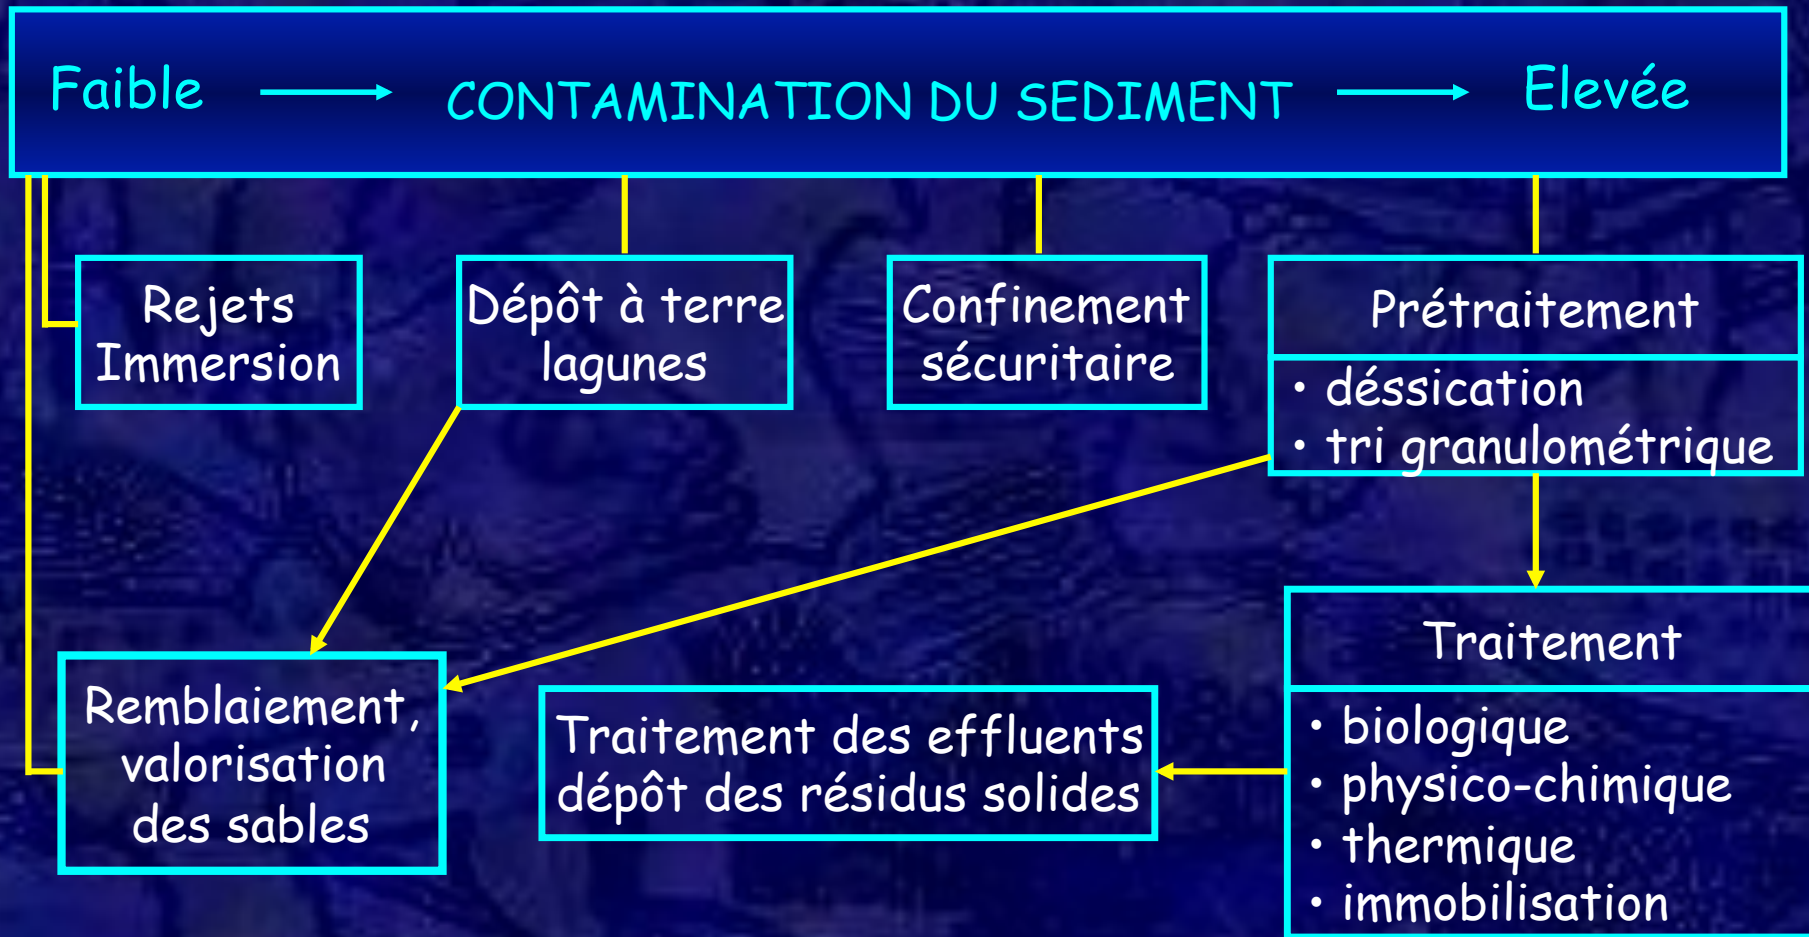 Faible CONTAMINATION DU SEDIMENT Elevée
Rejets
Immersion
Dépôt à terre
lagunes
Confinement
sécuritaire
Prétraitement
• déssication
• tri granulométrique
Remblaiement,
valorisation
des sables
Traitement des effluents
dépôt des résidus solides
Traitement
• biologique
• physico-chimique
• thermique
• immobilisation